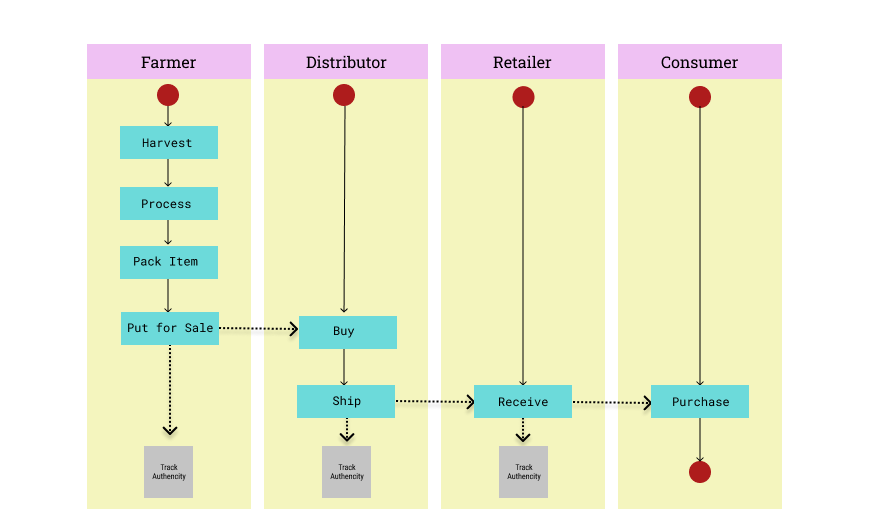 Farmer
Distributor
Retailer
Consumer
Harvest
Process
Pack Item
Put for Sale
Buy
Ship
Receive
Purchase
Track
Authencity
Track
Authencity
Track
Authencity